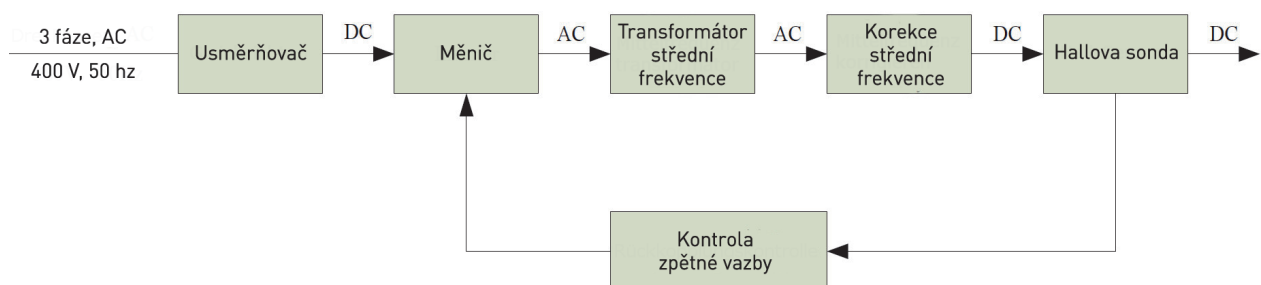 3 fáze, AC
400 V, 50 hz
Usměrňovač
DC
Měnič
AC
Transformátor
střední
frekvence
AC
Korekce
střední
frekvence
DC
Hallova sonda
DC
Kontrola
zpětné vazby